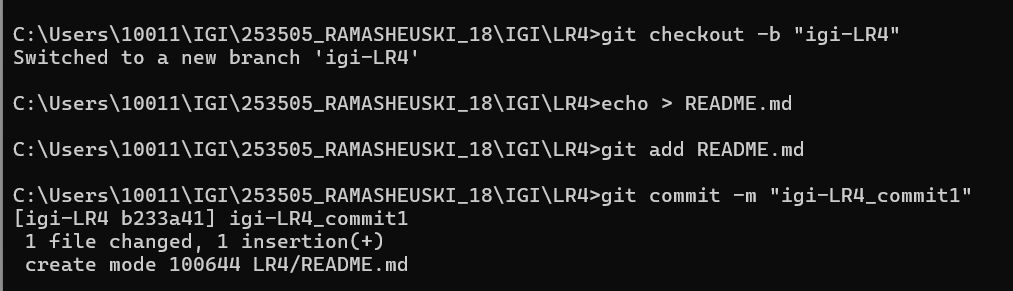 C:\Users\10011\IGI\253505_RAMASHEUSKI_18\IGI\LR4>git checkout -b "igi-LR4"
Switched to a new branch 'igi-LR4'
C:\Users\10011\IGI\253505_RAMASHEUSKI_18\IGI\LR4>echo > README.md
C:\Users\10011\IGI\253505_RAMASHEUSKI_18\IGI\LR4>git add README.md
C:\Users\10011\IGI\253505_RAMASHEUSKI_18\IGI\LR4>git commit -m "igi-LR4_commit1"
[igi-LR4 b233a41] igi-LR4_commit1
 1 file changed, 1 insertion(+)
 create mode 100644 LR4/README.md